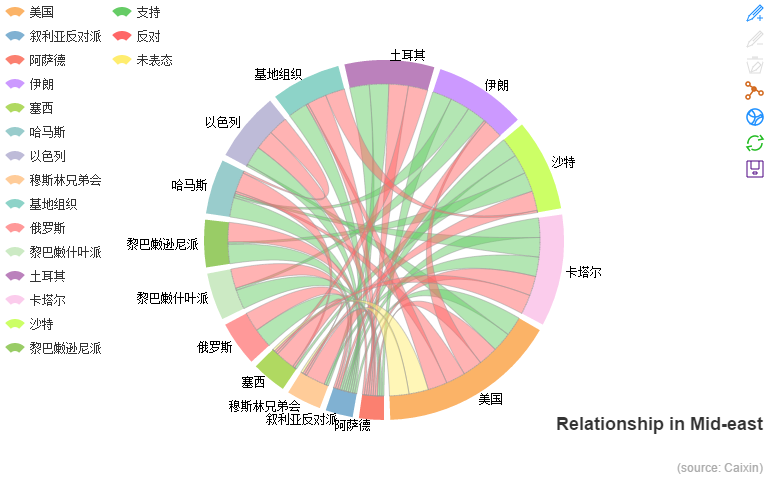 美国
叙利亚反对派
阿萨德
伊朗
塞西
哈马斯
以色列
穆斯林兄弟会
基地组织
俄罗斯
黎巴嫩什叶派
土耳其
卡塔尔
沙特
黎巴嫩逊尼派
支持
反对
未表态
土耳其
伊朗
沙特
卡塔尔
美国
阿萨德
叙利亚反对派
穆斯林兄弟会
塞西
俄罗斯
黎巴嫩什叶派
黎巴嫩逊尼派
哈马斯
以色列
基地组织
Relationship in Mid-east
(source: Caixin)